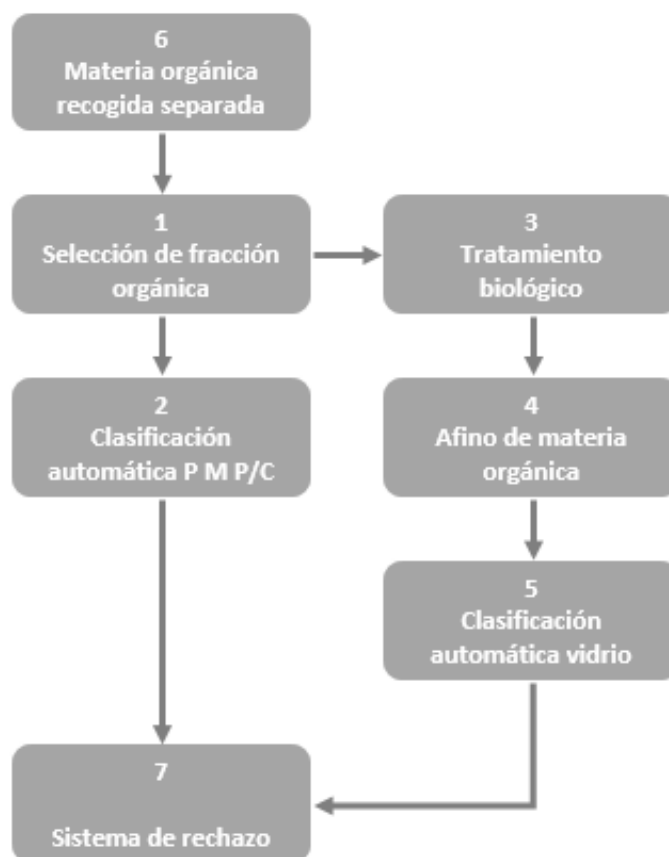 6
Materia orgánica
recogida separada
1
Selección de fracción
orgánica
3
Tratamiento
biológico
2
Clasificación
automática P M P/C
4
Afino de materia
orgánica
5
Clasificación
automática vidrio
7
Sistema de rechazo